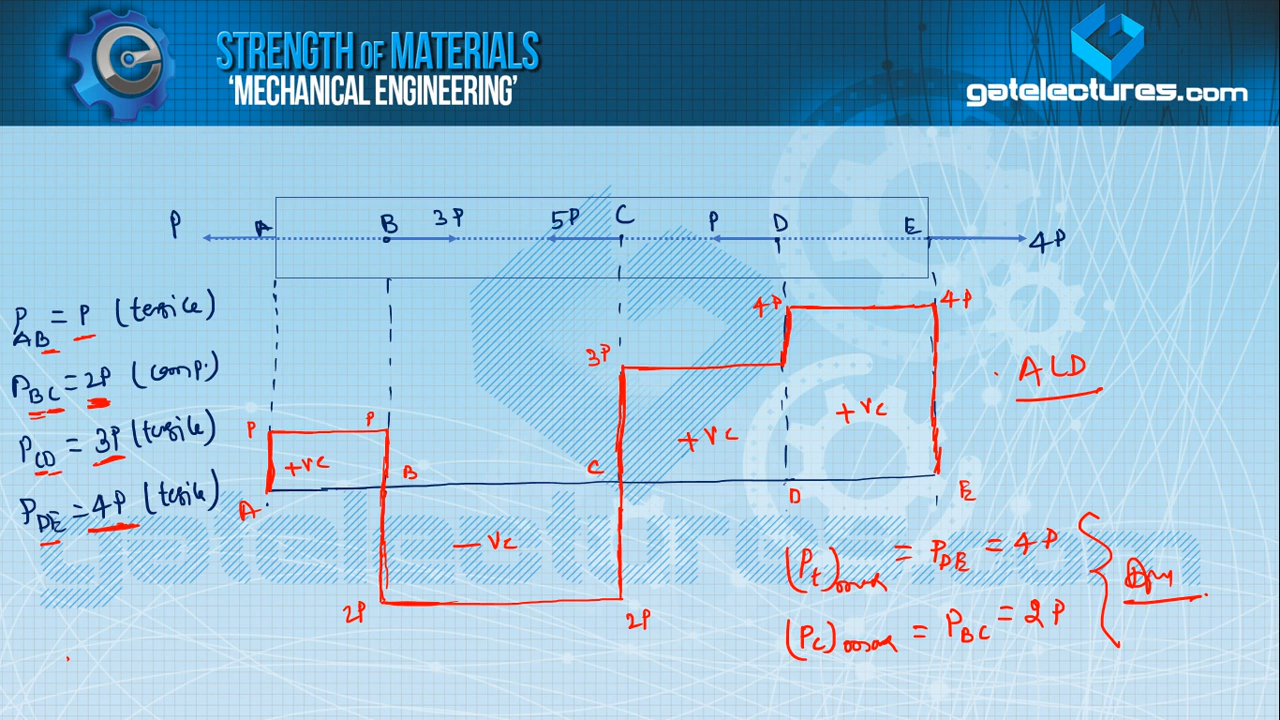 STRENGTH OF MATERIALS
'MECHANICAL ENGINEERING'
gatelectures.com
P A B 3P 5P C P D E 4P
P_AB = P (tensile)
P_BC = 2P (comp.)
P_CD = 3P (tensile)
P_DE = 4P (tensile)
4P 4P
3P
ALD
P P
+ve
+ve
+ve
A B C D E
-ve
2P 2P
(P_t)max = P_DE = 4P
(P_c)max = P_BC = 2P
gatelectures.com